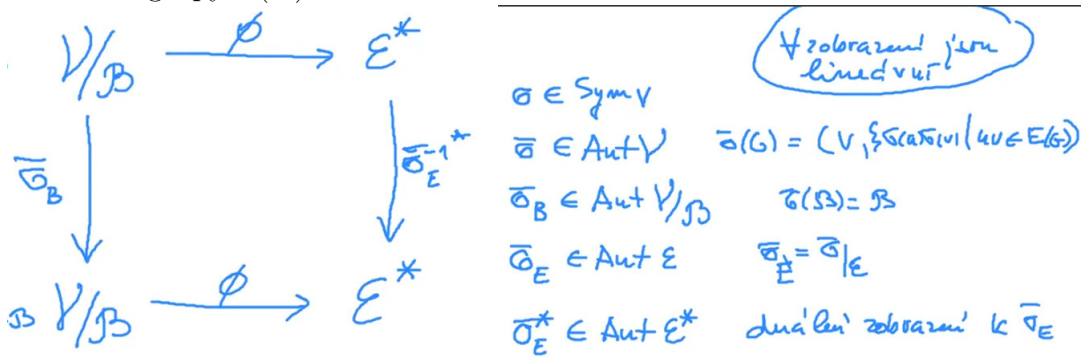 𝒱/ℬ ϕ ℰ*
σ̄_B σ̄_E^{-1*}
ℬ 𝒱/ℬ ϕ ℰ*
∀ zobrazení jsou
lineární
σ ∈ Sym V
σ̄ ∈ Aut 𝒱 σ̄(G) = (V, {σ(u)σ(v) | uv ∈ E(G)})
σ̄_B ∈ Aut 𝒱/ℬ σ̄(ℬ) = ℬ
σ̄_E ∈ Aut ℰ σ̄_E = σ̄|_ℰ
σ̄_E^* ∈ Aut ℰ* duální zobrazení k σ̄_E